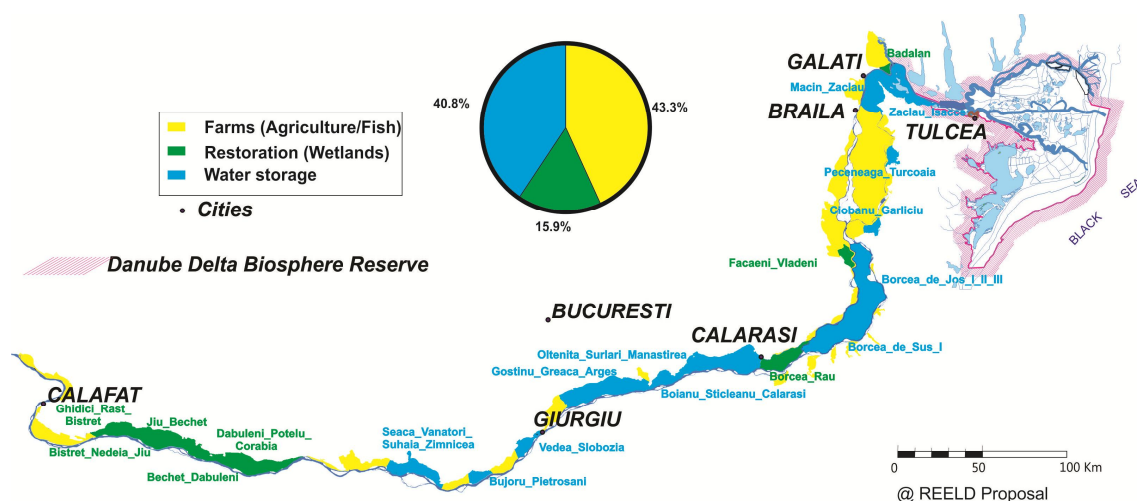 40.8%
43.3%
15.9%
Farms (Agriculture/Fish)
Restoration (Wetlands)
Water storage
Cities
Danube Delta Biosphere Reserve
GALATI
Badalan
Macin_Zaclau
BRAILA
Zaclau_Isaccea
TULCEA
Peceneaga_Turcoaia
Ciobanu_Garliciu
BLACK SEA
Facaeni_Vladeni
Borcea_de_Jos_I_II_III
BUCURESTI
CALARASI
Oltenita_Surlari_Manastirea
Borcea_de_Sus_I
Gostinu_Greaca_Arges
Borcea_Rau
Boianu_Sticleanu_Calarasi
CALAFAT
Ghidici_Rast_
Bistret
Jiu_Bechet
GIURGIU
Dabuleni_Potelu_
Corabia
Seaca_Vanatori_
Suhaia_Zimnicea
Vedea_Slobozia
Bistret_Nedeia_Jiu
Bechet_Dabuleni
Bujoru_Pietrosani
0 50 100 Km
@ REELD Proposal